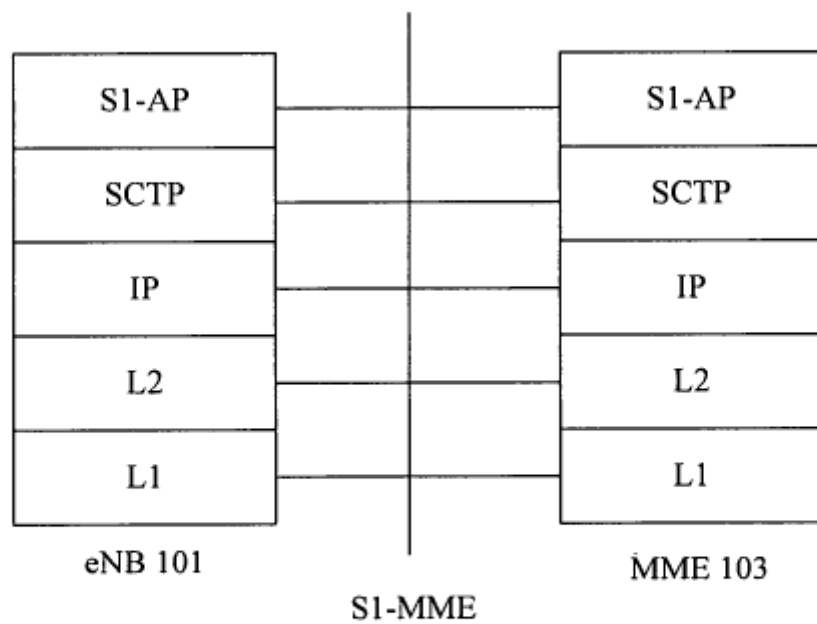 S1-AP
SCTP
IP
L2
L1
eNB 101
S1-AP
SCTP
IP
L2
L1
MME 103
S1-MME